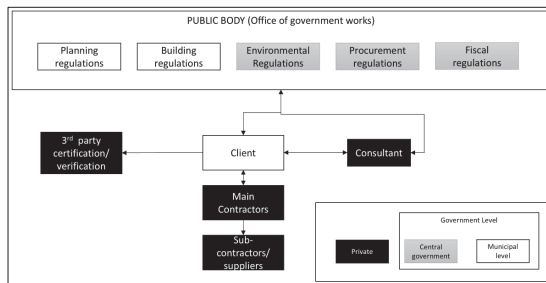 PUBLIC BODY (Office of government works)
Planning
regulations
Building
regulations
Environmental
Regulations
Procurement
regulations
Fiscal
regulations
3rd party
certification/
verification
Client
Consultant
Main
Contractors
Sub-
contractors/
suppliers
Government Level
Private
Central
government
Municipal
level